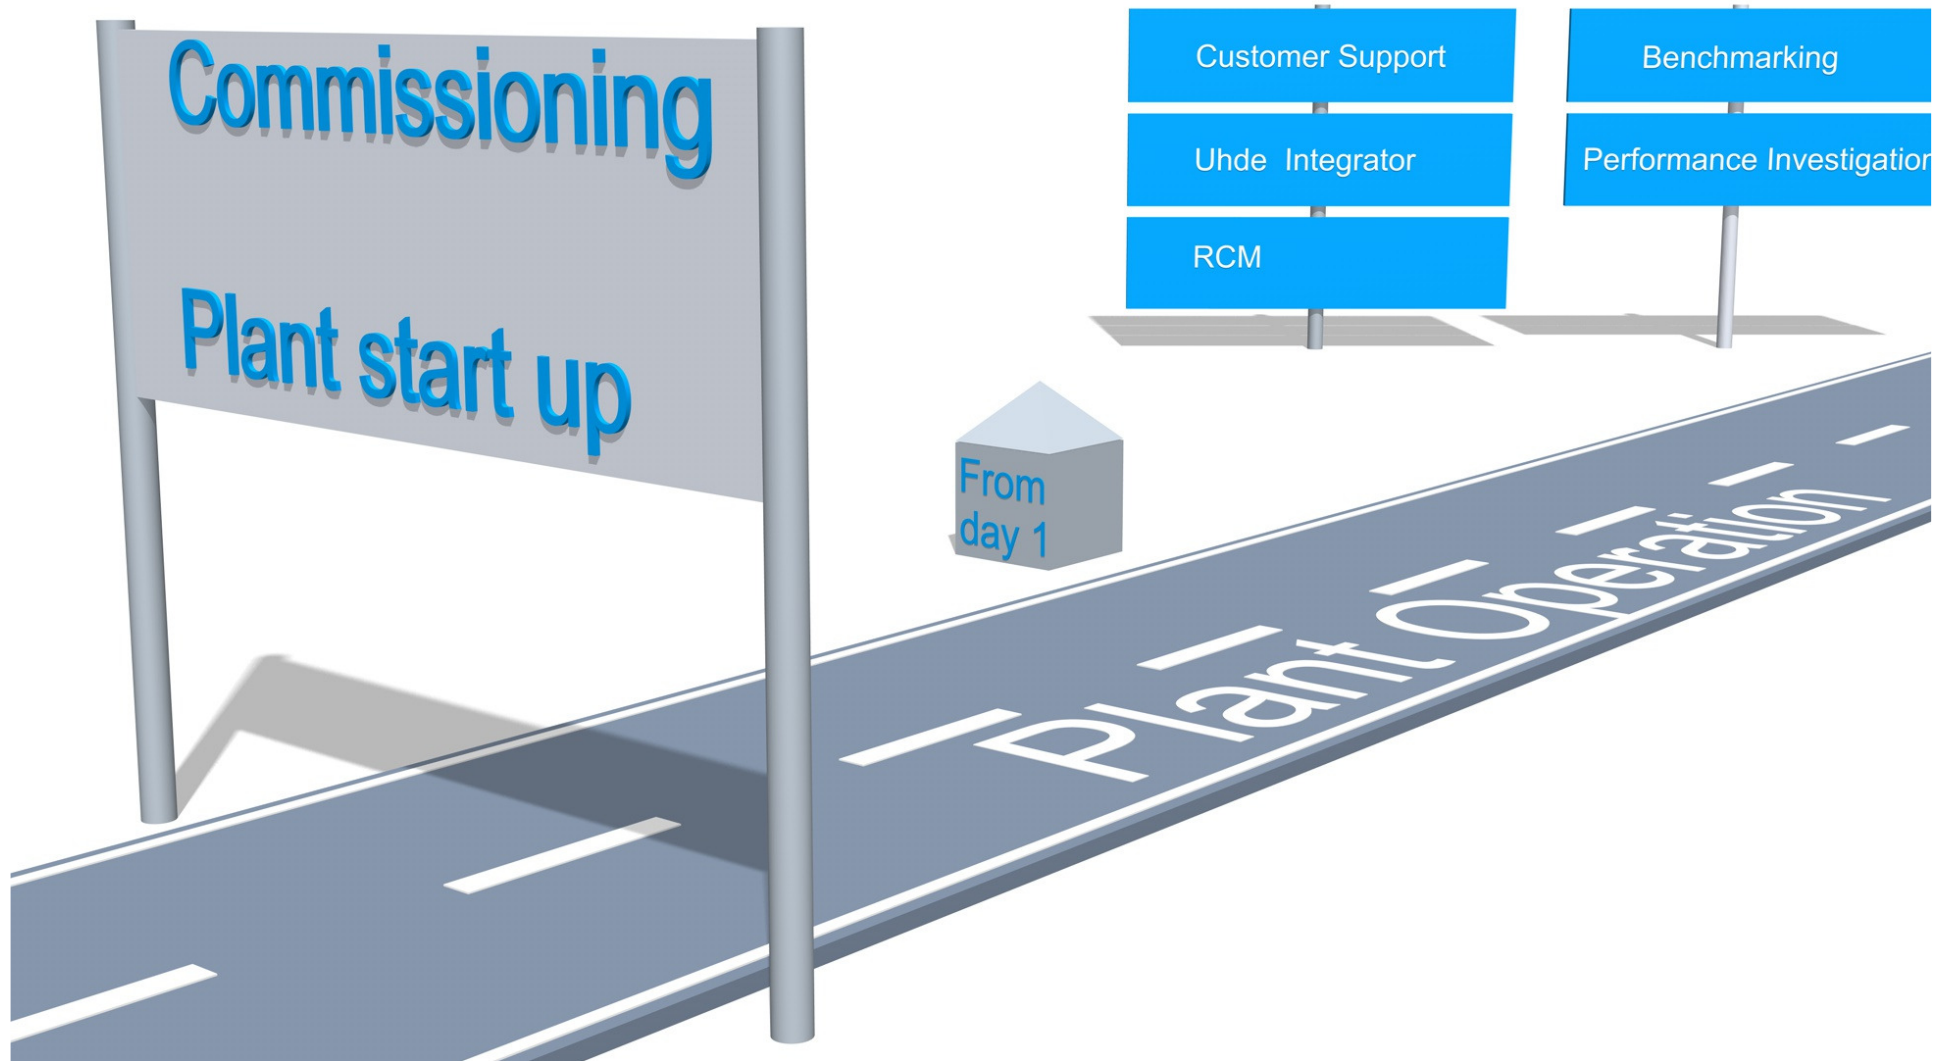 Commissioning
Plant start up
Customer Support
Uhde Integrator
RCM
Benchmarking
Performance Investigation
From
day 1
Plant Operation